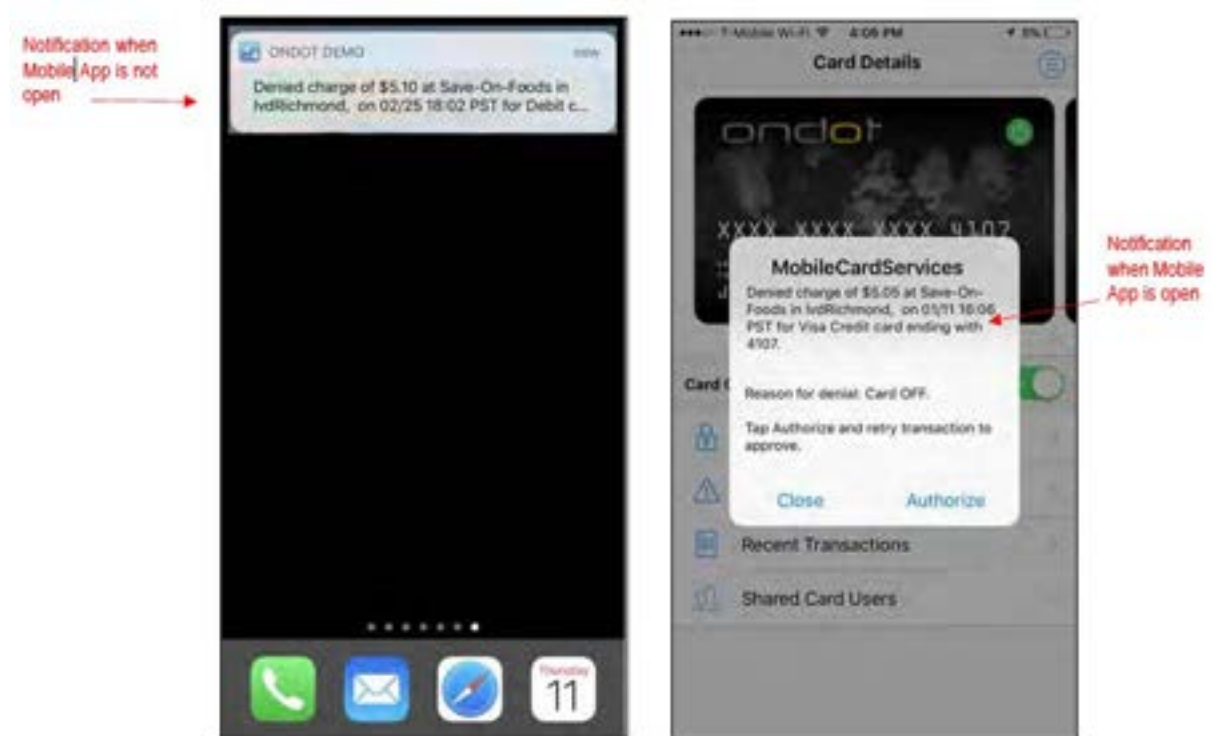 Notification when
Mobile App is not
open
ONDOT DEMO
now
Denied charge of $5.10 at Save-On-Foods in
IvdRichmond, on 02/25 18:02 PST for Debit c...
Thursday
11
T-Mobile Wi-Fi 4:06 PM
Card Details
ondot
XXXX XXXX XXXX 4107
MobileCardServices
Denied charge of $5.05 at Save-On-
Foods in IvdRichmond, on 01/11 16:06
PST for Visa Credit card ending with
4107.
Reason for denial: Card OFF.
Tap Authorize and retry transaction to
approve.
Close Authorize
Card
Recent Transactions
Shared Card Users
Notification
when Mobile
App is open